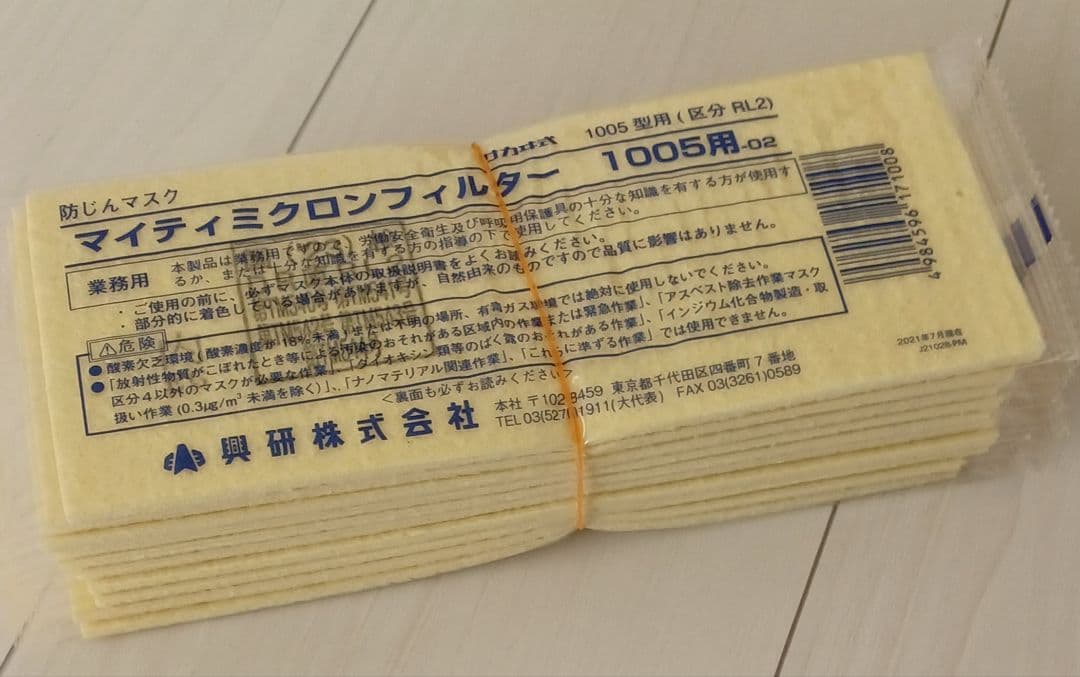 防じんマスク
サカヰ式 1005 型用 (区分 RL2)
マイティミクロンフィルター 1005用-02
業務用
本製品は業務用ですので、労働安全衛生及び呼吸用保護具の十分な知識を有する方が使用す
るか、または十分な知識を有する方の指導の下で使用してください。
・ご使用の前に、必ずマスク本体の取扱説明書をよくお読みください。
・部分的に着色している場合がありますが、自然由来のものですので品質に影響はありません。
危険
●酸素欠乏環境(酸素濃度が18%未満)または不明の場所、有毒ガス環境では絶対に使用しないでください。
●「放射性物質がこぼれたとき等による汚染のおそれがある区域内の作業または緊急作業」、「アスベスト除去作業マスク
区分4以外のマスクが必要な作業」、「ダイオキシン類等のばく露のおそれがある作業」、「インジウム化合物製造・取
扱い作業(0.3μg/m³未満を除く)」、「ナノマテリアル関連作業」、「これらに準ずる作業」では使用できません。
<裏面も必ずお読みください>
興研株式会社
本社 〒102-8459 東京都千代田区四番町7番地
TEL 03(5276)1911(大代表) FAX 03(3261)0589
4984596171008
2021年7月現在
J2102B-PM